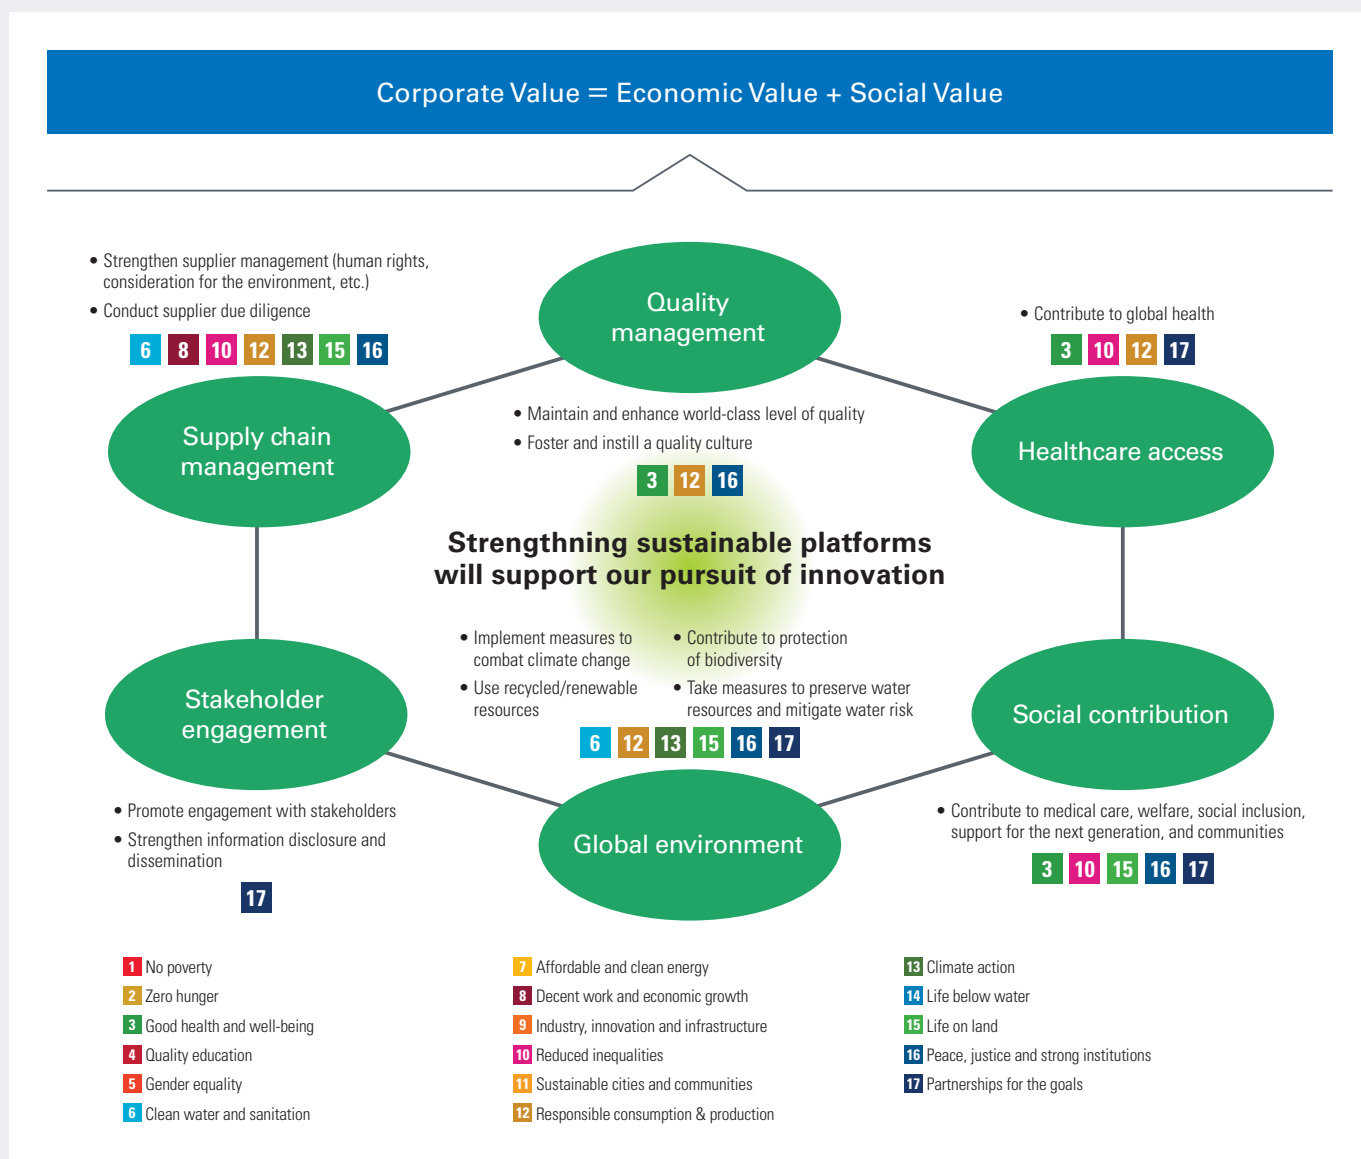 Corporate Value = Economic Value + Social Value
• Strengthen supplier management (human rights,
consideration for the environment, etc.)
• Conduct supplier due diligence
6 8 10 12 13 15 16
Supply chain
management
Quality
management
• Maintain and enhance world-class level of quality
• Foster and instill a quality culture
3 12 16
• Contribute to global health
3 10 12 17
Healthcare access
Strengthning sustainable platforms
will support our pursuit of innovation
Stakeholder
engagement
• Promote engagement with stakeholders
• Strengthen information disclosure and
dissemination
17
• Implement measures to
combat climate change
• Use recycled/renewable
resources
• Contribute to protection
of biodiversity
• Take measures to preserve water
resources and mitigate water risk
6 12 13 15 16 17
Global environment
Social contribution
• Contribute to medical care, welfare, social inclusion,
support for the next generation, and communities
3 10 15 16 17
1 No poverty
2 Zero hunger
3 Good health and well-being
4 Quality education
5 Gender equality
6 Clean water and sanitation
7 Affordable and clean energy
8 Decent work and economic growth
9 Industry, innovation and infrastructure
10 Reduced inequalities
11 Sustainable cities and communities
12 Responsible consumption & production
13 Climate action
14 Life below water
15 Life on land
16 Peace, justice and strong institutions
17 Partnerships for the goals